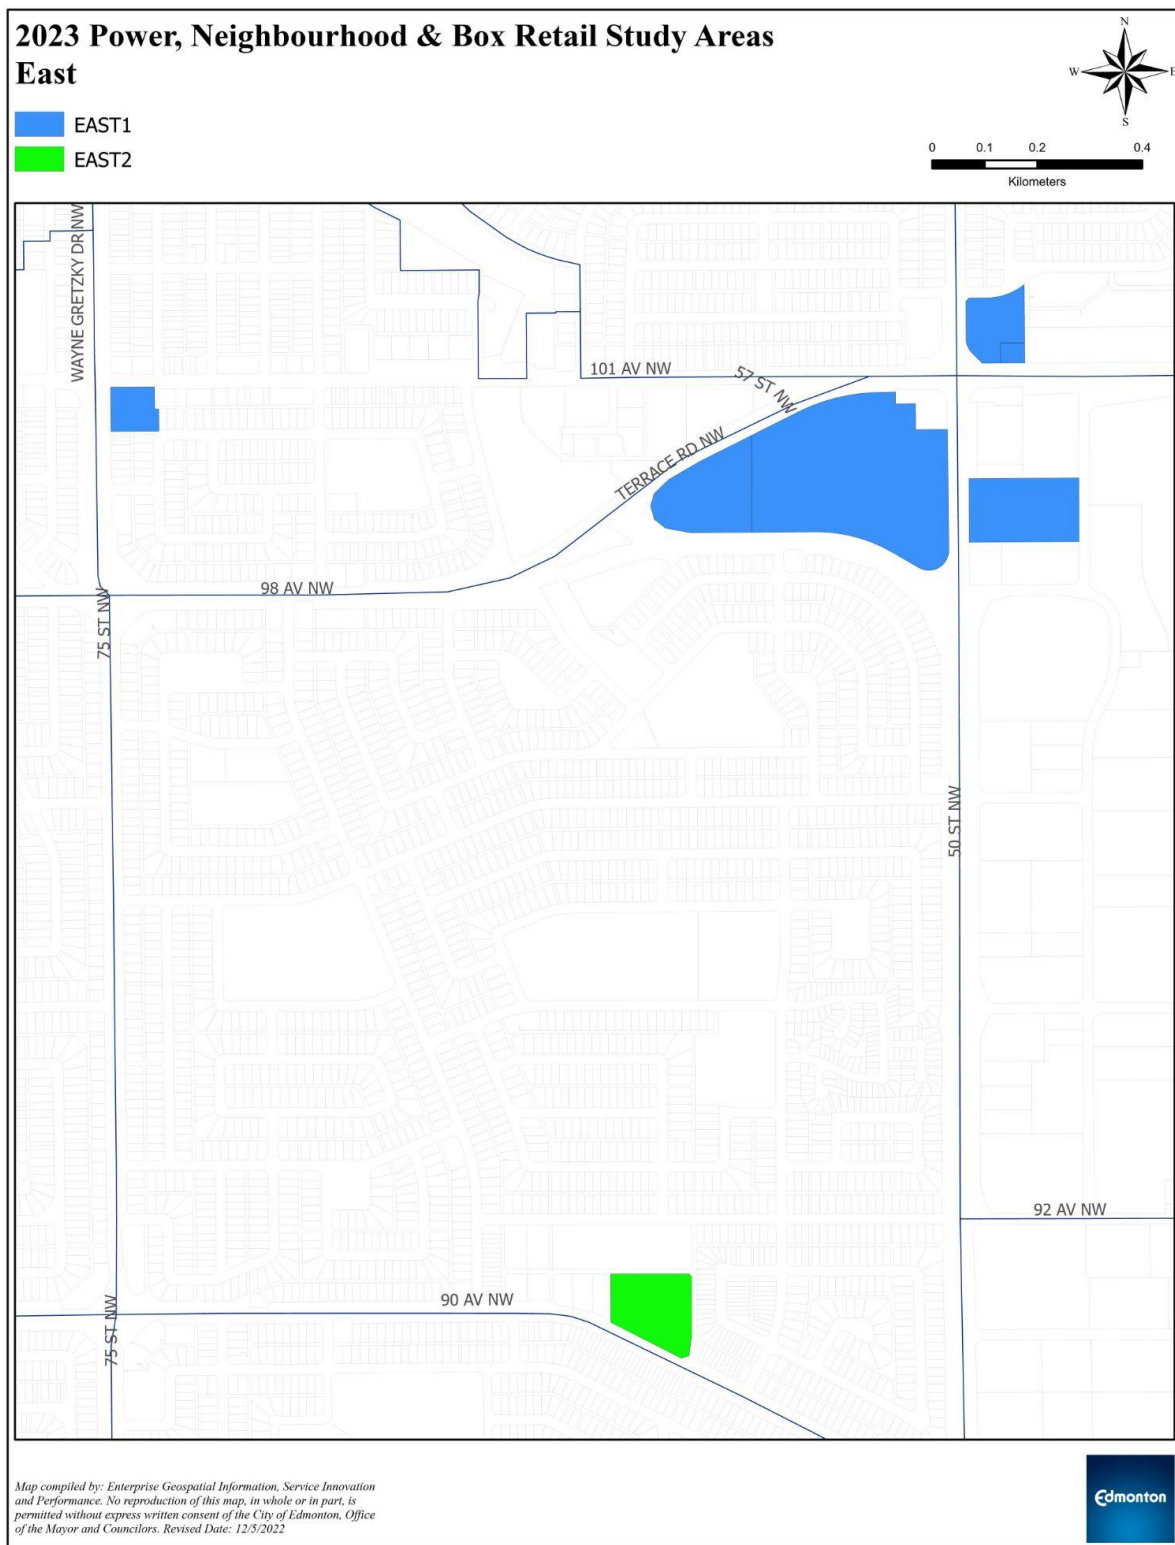 2023 Power, Neighbourhood & Box Retail Study Areas
East
N
W
E
S
EAST1
EAST2
0 0.1 0.2 0.4
Kilometers
WAYNE GRETZKY DR NW
101 AV NW
57 ST NW
TERRACE RD NW
98 AV NW
75 ST NW
50 ST NW
92 AV NW
90 AV NW
75 ST NW
Map compiled by: Enterprise Geospatial Information, Service Innovation
and Performance. No reproduction of this map, in whole or in part, is
permitted without express written consent of the City of Edmonton, Office
of the Mayor and Councilors. Revised Date: 12/5/2022
Edmonton